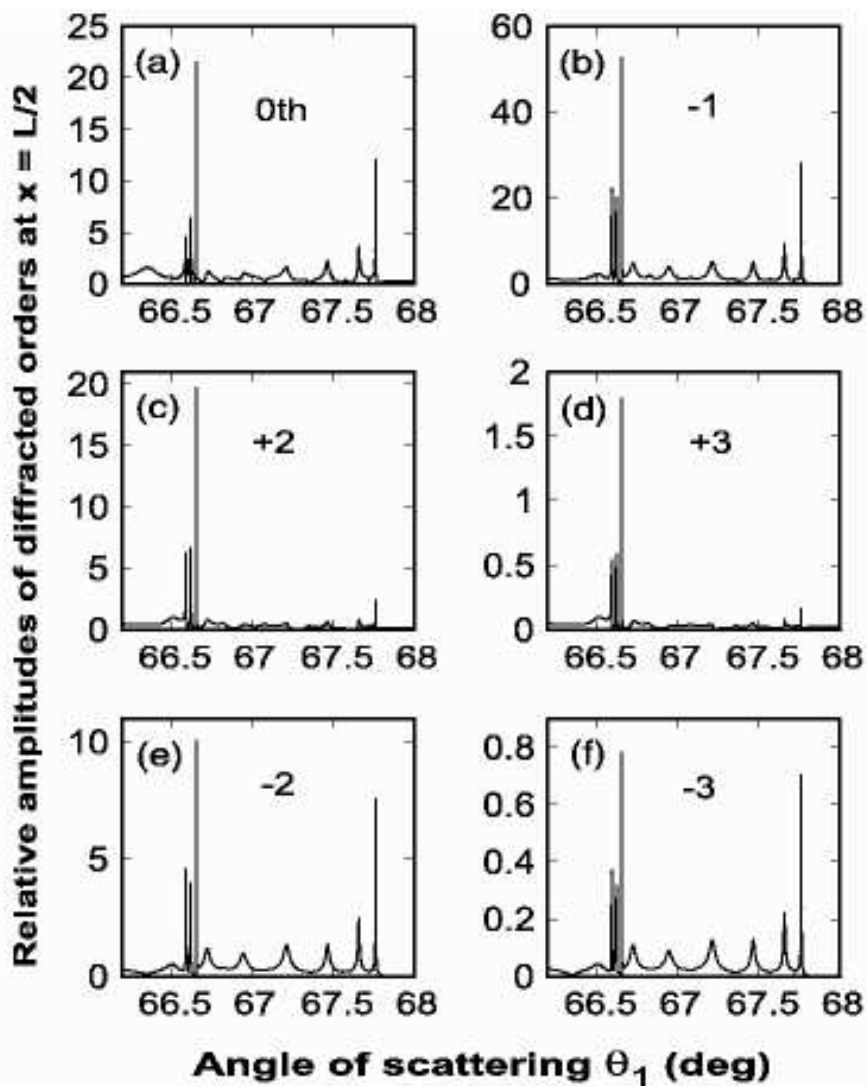 Relative amplitudes of diffracted orders at x = L/2
(a)
0th
25
20
15
10
5
0
66.5 67 67.5 68
(b)
-1
60
40
20
0
66.5 67 67.5 68
(c)
+2
20
15
10
5
0
66.5 67 67.5 68
(d)
+3
2
1.5
1
0.5
0
66.5 67 67.5 68
(e)
-2
10
5
0
66.5 67 67.5 68
(f)
-3
0.8
0.6
0.4
0.2
0
66.5 67 67.5 68
Angle of scattering θ₁ (deg)